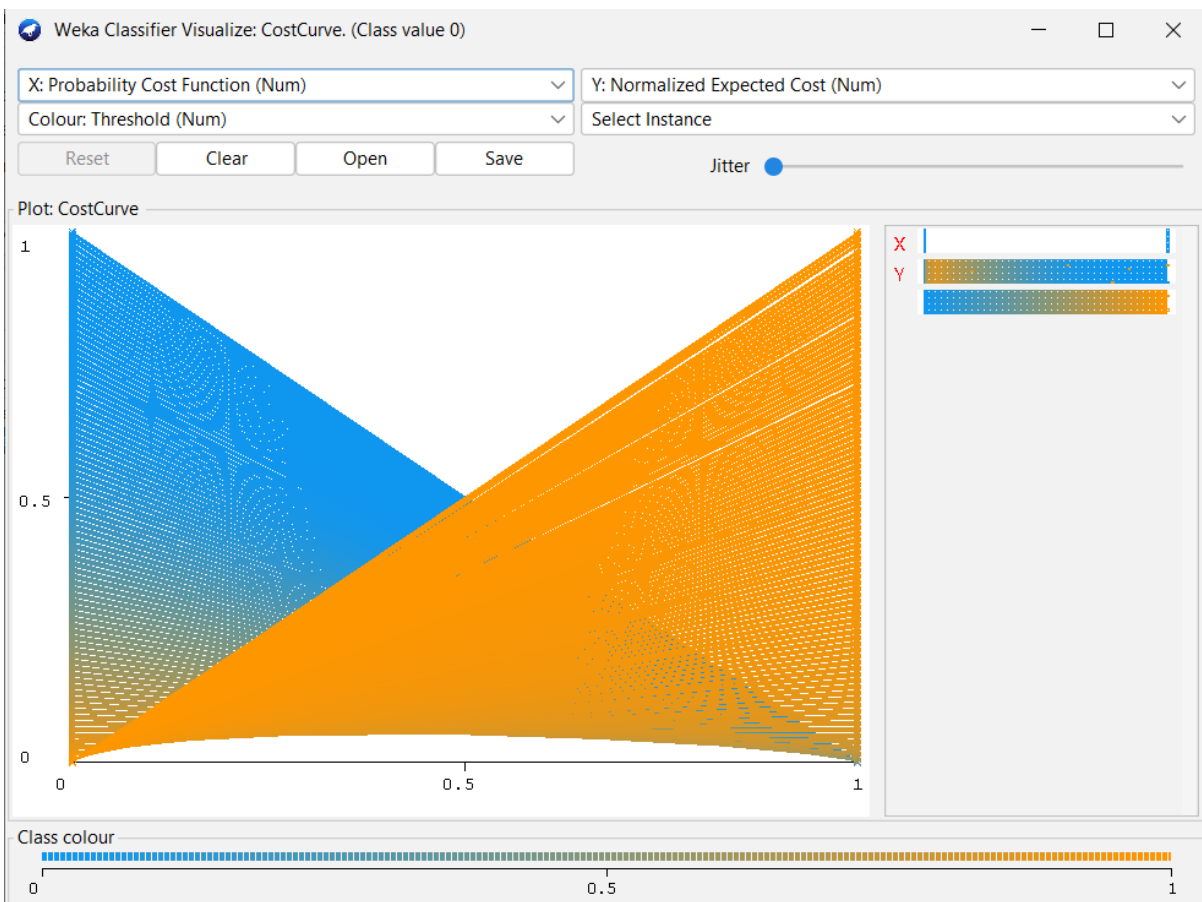 Weka Classifier Visualize: CostCurve. (Class value 0)
X: Probability Cost Function (Num)
Y: Normalized Expected Cost (Num)
Colour: Threshold (Num)
Select Instance
Reset
Clear
Open
Save
Jitter
Plot: CostCurve
1
X
Y
0.5
0
0
0.5
1
Class colour
0
0.5
1